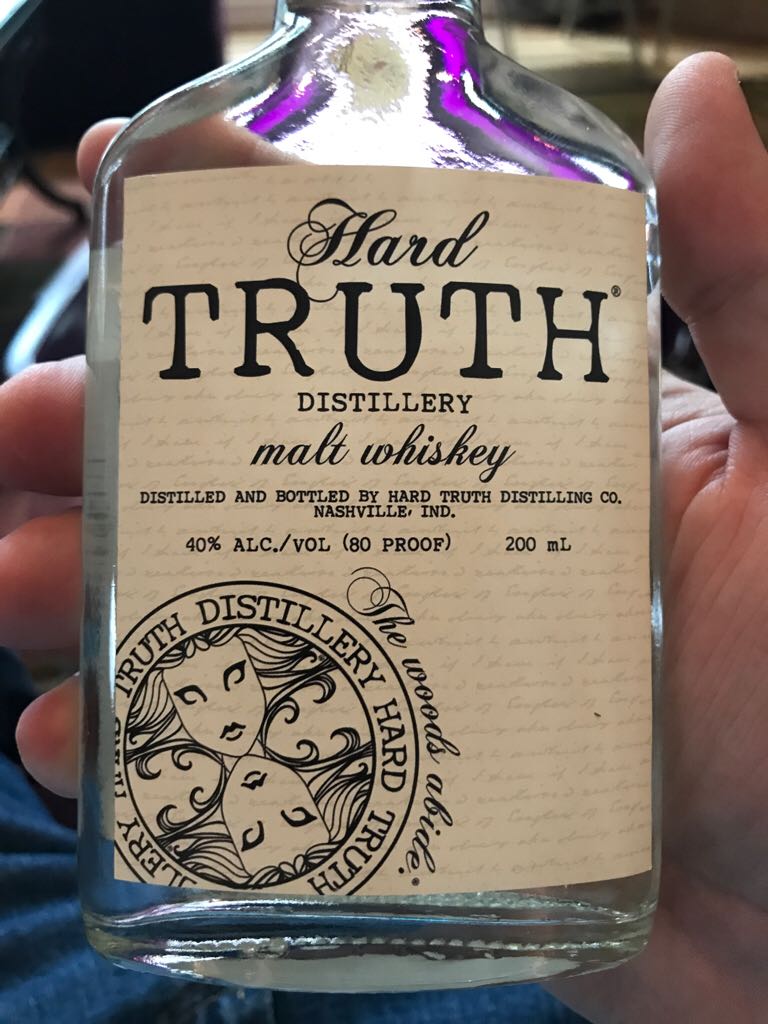 Hard
TRUTH®
DISTILLERY
malt whiskey
DISTILLED AND BOTTLED BY HARD TRUTH DISTILLING CO.
NASHVILLE, IND.
40% ALC./VOL (80 PROOF) 200 mL
HARD TRUTH DISTILLERY HARD TRUTH
The woods abide.®